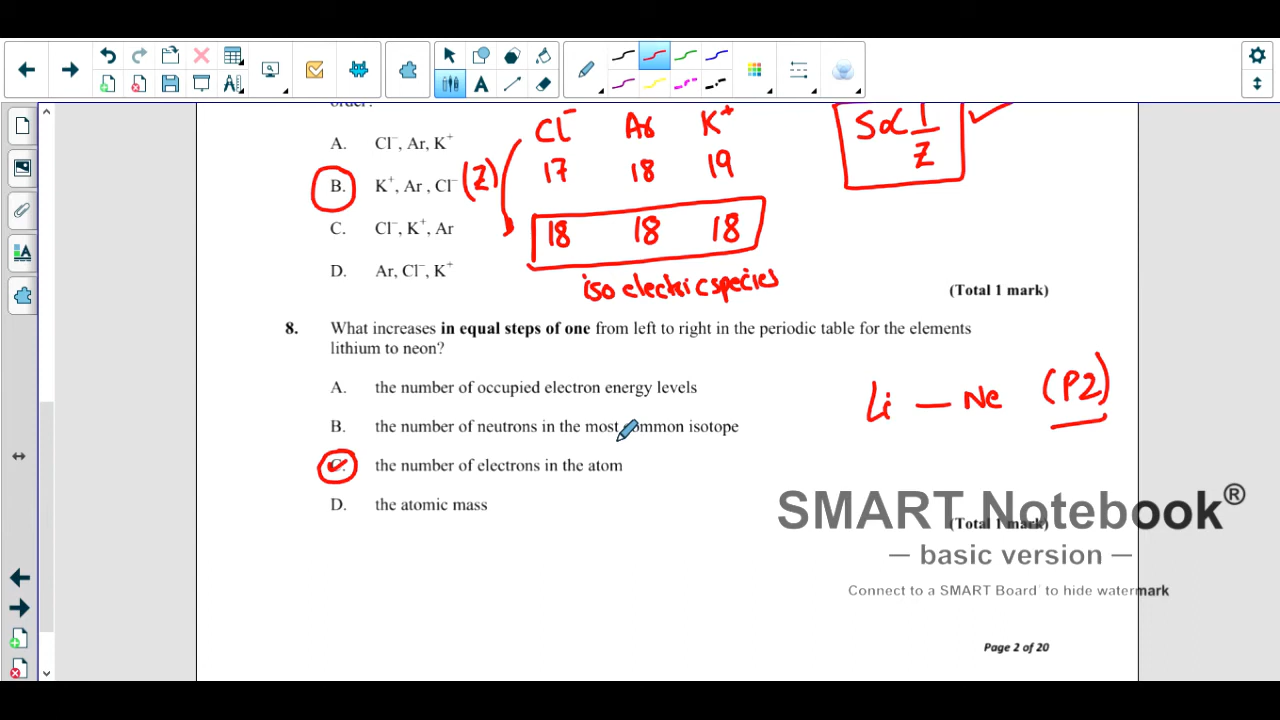 order?
Cl⁻ Ar K⁺
S ∝ 1/Z
A. Cl⁻, Ar, K⁺
17 18 19
B. K⁺, Ar , Cl⁻ (Z)
C. Cl⁻, K⁺, Ar
18 18 18
D. Ar, Cl⁻, K⁺
iso electric species
(Total 1 mark)
8. What increases in equal steps of one from left to right in the periodic table for the elements
lithium to neon?
A. the number of occupied electron energy levels
Li — Ne (P2)
B. the number of neutrons in the most common isotope
C. the number of electrons in the atom
D. the atomic mass
SMART Notebook®
(Total 1 mark)
— basic version —
Connect to a SMART Board® to hide watermark
Page 2 of 20